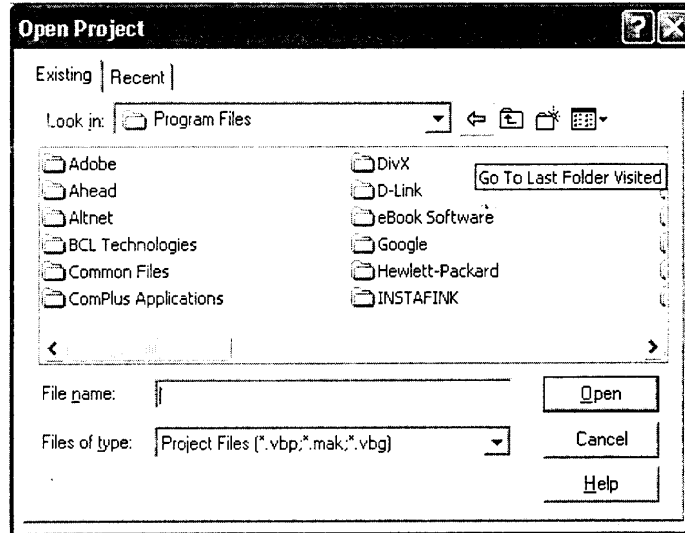 Open Project
Existing
Recent
Look in: Program Files
Adobe
Ahead
Altnet
BCL Technologies
Common Files
ComPlus Applications
DivX
D-Link
eBook Software
Google
Hewlett-Packard
INSTAFINK
Go To Last Folder Visited
File name:
Open
Files of type: Project Files (*.vbp;*.mak;*.vbg)
Cancel
Help